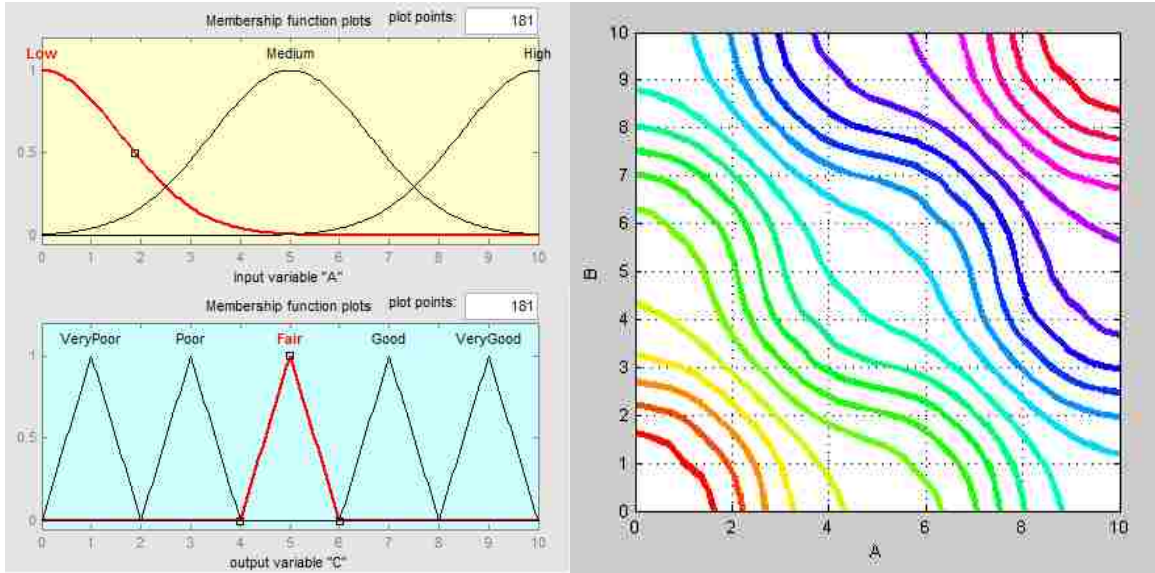 Membership function plots plot points: 181
Low Medium High
1
0.5
0
0 1 2 3 4 5 6 7 8 9 10
input variable "A"
Membership function plots plot points: 181
VeryPoor Poor Fair Good VeryGood
1
0.5
0
0 1 2 3 4 5 6 7 8 9 10
output variable "C"
10
9
8
7
6
5
4
3
2
1
0
B
0 2 4 6 8 10
A